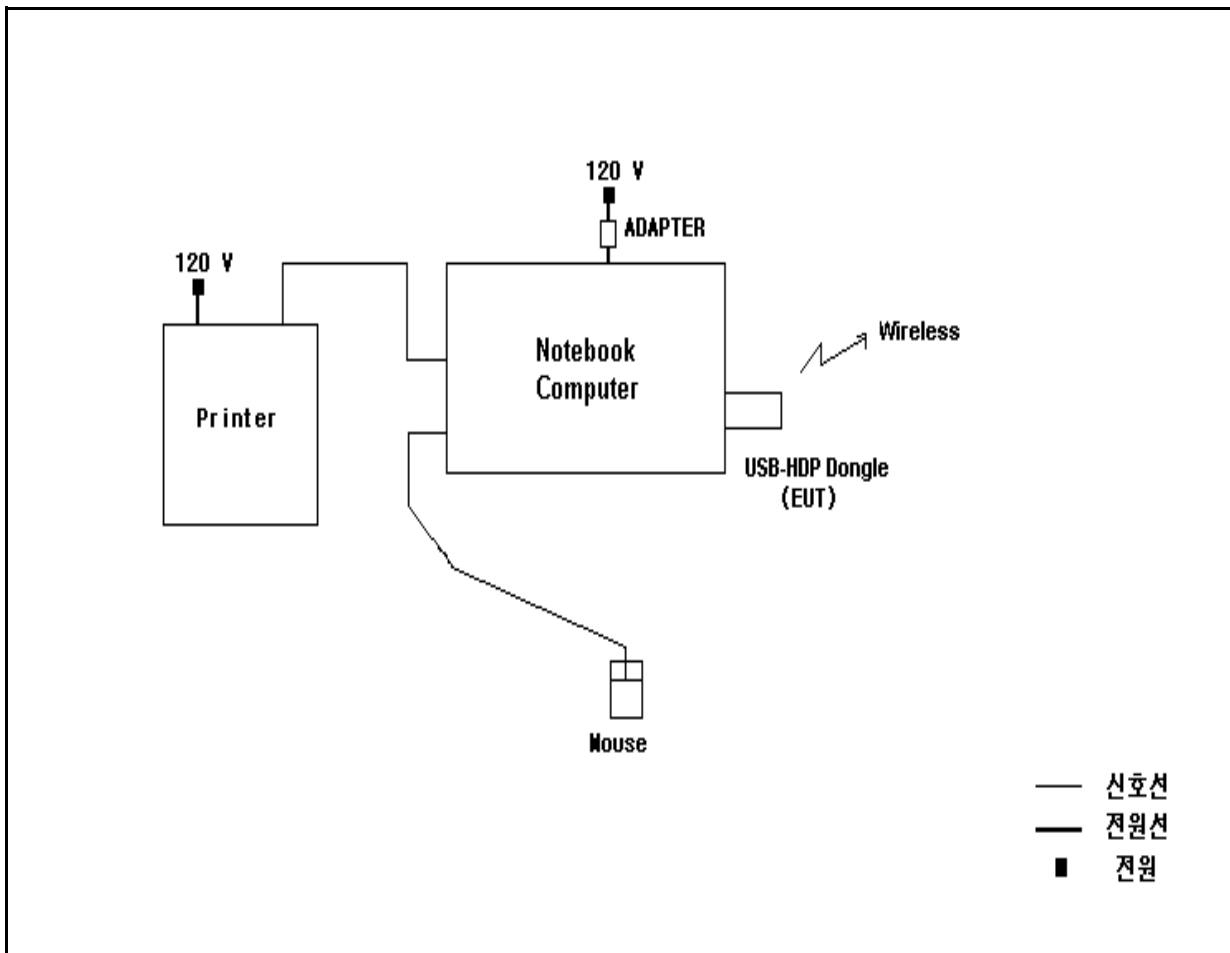 120 V
ADAPTER
120 V
Notebook
Computer
Wireless
Printer
USB-HDP Dongle
(EUT)
Mouse
신호선
전원선
전원